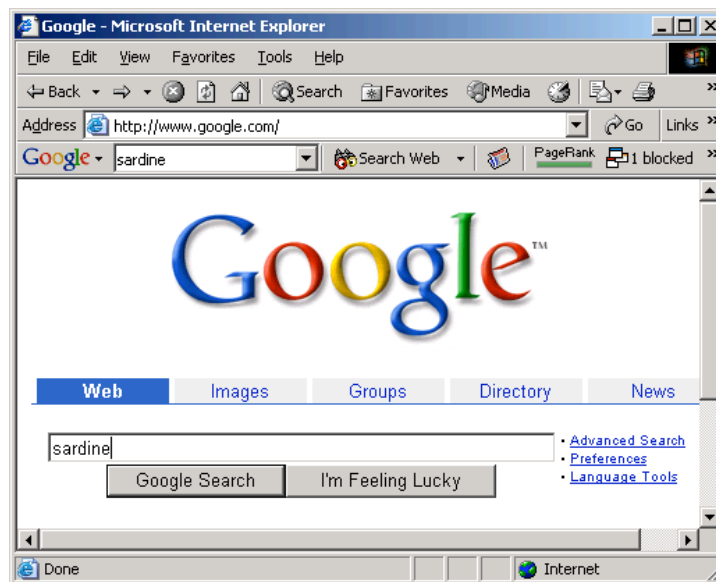 Google - Microsoft Internet Explorer
File Edit View Favorites Tools Help
Back Search Favorites Media »
Address http://www.google.com/ Go Links »
Google sardine Search Web PageRank 1 blocked »
Google™
Web Images Groups Directory News
sardine
• Advanced Search
• Preferences
• Language Tools
Google Search I'm Feeling Lucky
Done Internet